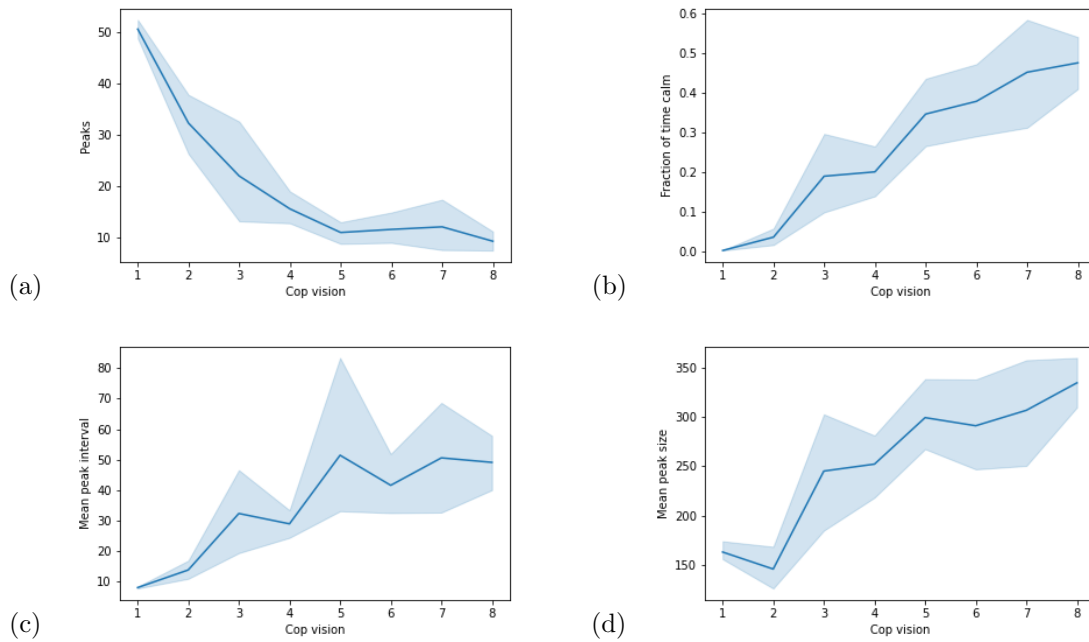 (a)
Peaks
50
40
30
20
10
1 2 3 4 5 6 7 8
Cop vision
(b)
Fraction of time calm
0.6
0.5
0.4
0.3
0.2
0.1
0.0
1 2 3 4 5 6 7 8
Cop vision
(c)
Mean peak interval
80
70
60
50
40
30
20
10
1 2 3 4 5 6 7 8
Cop vision
(d)
Mean peak size
350
300
250
200
150
1 2 3 4 5 6 7 8
Cop vision